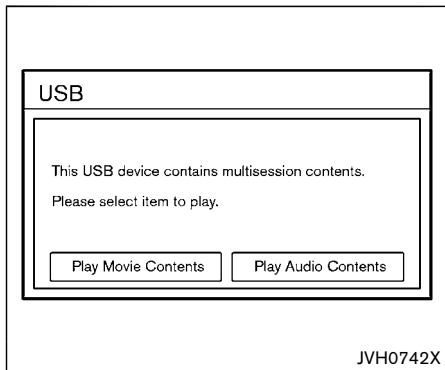 USB
This USB device contains multisession contents.
Please select item to play.
Play Movie Contents Play Audio Contents
JVH0742X